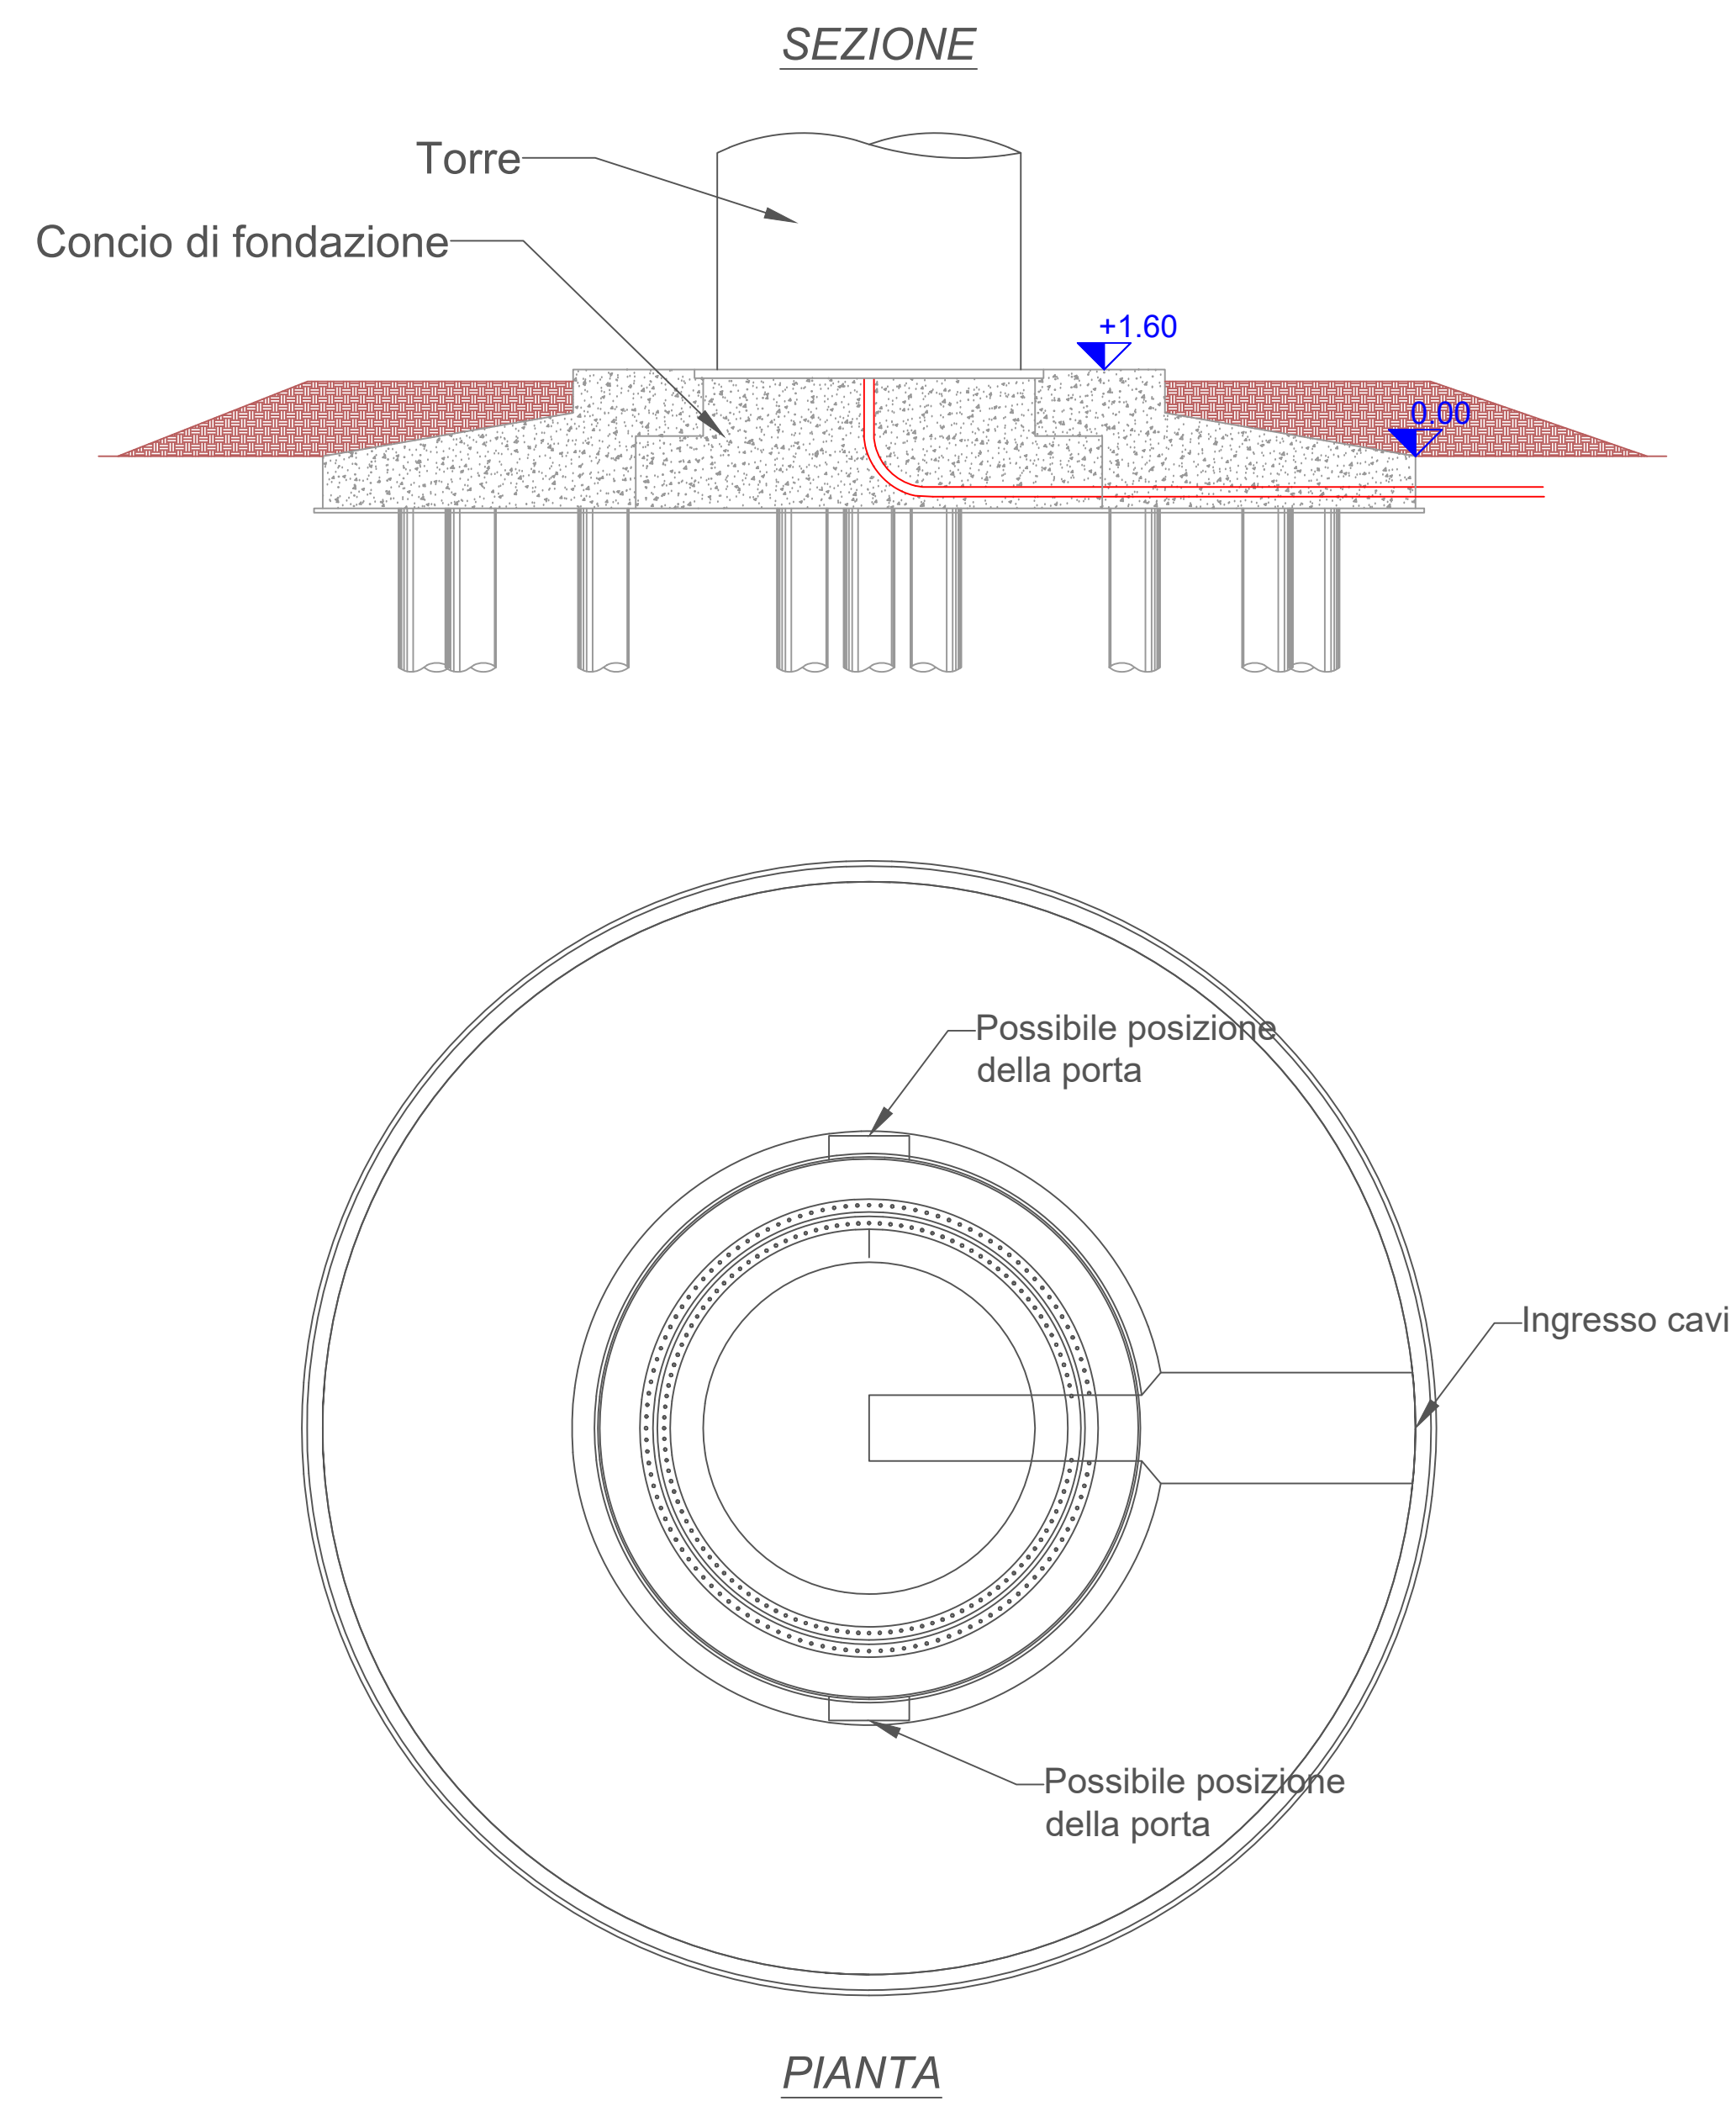 SEZIONE
Torre
Concio di fondazione
+1.60
0.00
Possibile posizione
della porta
Ingresso cavi
Possibile posizione
della porta
PIANTA